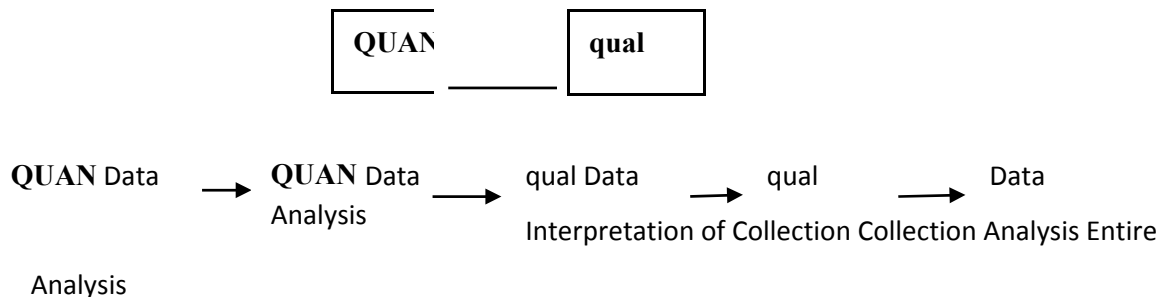 QUAN qual
QUAN Data QUAN Data qual Data qual Data
Analysis
Interpretation of Collection Collection Analysis Entire
Analysis